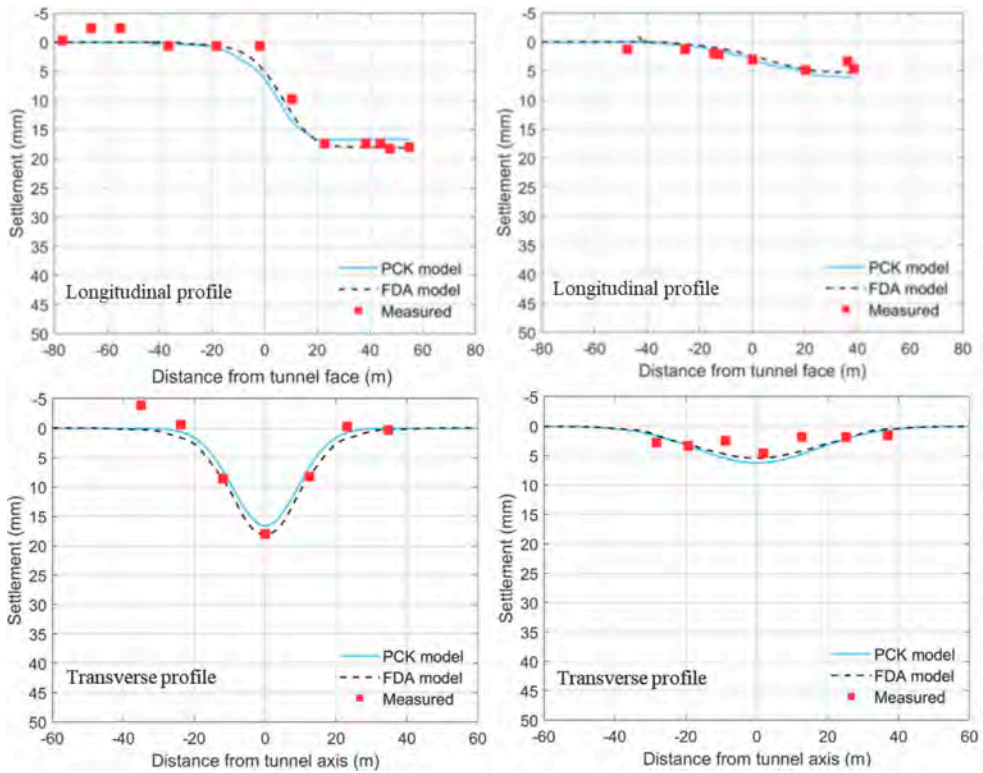 -5
0
5
10
15
20
25
30
35
40
45
50
Settlement (mm)
Longitudinal profile
PCK model
FDA model
Measured
-80 -60 -40 -20 0 20 40 60 80
Distance from tunnel face (m)
-5
0
5
10
15
20
25
30
35
40
45
50
Settlement (mm)
Longitudinal profile
PCK model
FDA model
Measured
-80 -60 -40 -20 0 20 40 60 80
Distance from tunnel face (m)
-5
0
5
10
15
20
25
30
35
40
45
50
Settlement (mm)
Transverse profile
PCK model
FDA model
Measured
-60 -40 -20 0 20 40 60
Distance from tunnel axis (m)
-5
0
5
10
15
20
25
30
35
40
45
50
Settlement (mm)
Transverse profile
PCK model
FDA model
Measured
-60 -40 -20 0 20 40 60
Distance from tunnel axis (m)